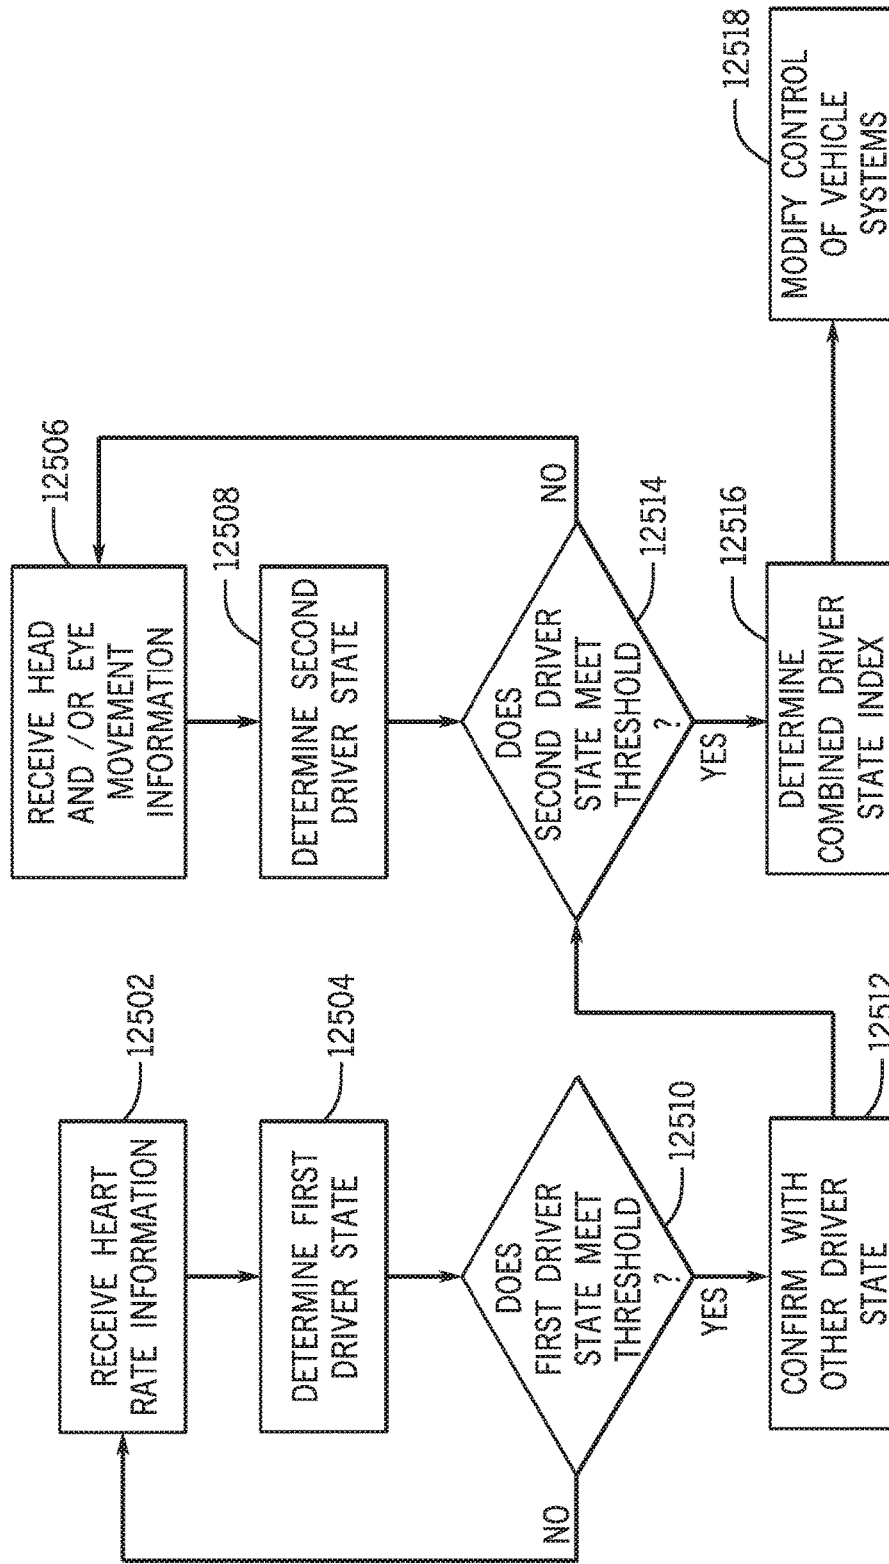 RECEIVE HEART
RATE INFORMATION
12502
DETERMINE FIRST
DRIVER STATE
12504
DOES
FIRST DRIVER
STATE MEET
THRESHOLD
?
12510
NO
YES
CONFIRM WITH
OTHER DRIVER
STATE
12512
RECEIVE HEAD
AND /OR EYE
MOVEMENT
INFORMATION
12506
DETERMINE SECOND
DRIVER STATE
12508
DOES
SECOND DRIVER
STATE MEET
THRESHOLD
?
12514
NO
YES
DETERMINE
COMBINED DRIVER
STATE INDEX
12516
MODIFY CONTROL
OF VEHICLE
SYSTEMS
12518